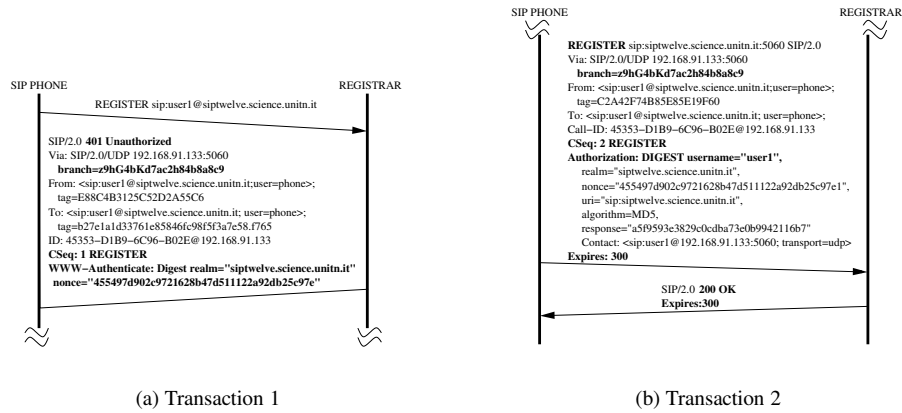 SIP PHONE
REGISTRAR
REGISTER sip:user1@siptwelve.science.unitn.it
SIP/2.0 401 Unauthorized
Via: SIP/2.0/UDP 192.168.91.133:5060
branch=z9hG4bKd7ac2h84b8a8c9
From: <sip:user1@siptwelve.science.unitn.it;user=phone>;
tag=E88C4B3125C52D2A55C6
To: <sip:user1@siptwelve.science.unitn.it; user=phone>;
tag=b27e1a1d33761e85846fc98f5f3a7e58.f765
ID: 45353−D1B9−6C96−B02E@192.168.91.133
CSeq: 1 REGISTER
WWW−Authenticate: Digest realm="siptwelve.science.unitn.it"
nonce="455497d902c9721628b47d511122a92db25c97e"
(a) Transaction 1
SIP PHONE
REGISTRAR
REGISTER sip:siptwelve.science.unitn.it:5060 SIP/2.0
Via: SIP/2.0/UDP 192.168.91.133:5060
branch=z9hG4bKd7ac2h84b8a8c9
From: <sip:user1@siptwelve.science.unitn.it;user=phone>;
tag=C2A42F74B85E85E19F60
To: <sip:user1@siptwelve.science.unitn.it; user=phone>;
Call−ID: 45353−D1B9−6C96−B02E@192.168.91.133
CSeq: 2 REGISTER
Authorization: DIGEST username="user1",
realm="siptwelve.science.unitn.it",
nonce="455497d902c9721628b47d511122a92db25c97e1",
uri="sip:siptwelve.science.unitn.it",
algorithm=MD5,
response="a5f9593e3829c0cdba73e0b9942116b7"
Contact: <sip:user1@192.168.91.133:5060; transport=udp>
Expires: 300
SIP/2.0 200 OK
Expires:300
(b) Transaction 2